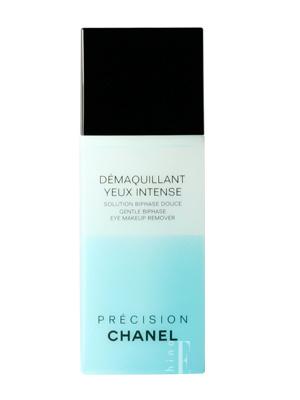 DÉMAQUILLANT
YEUX INTENSE
SOLUTION BIPHASE DOUCE
GENTLE BIPHASE
EYE MAKEUP REMOVER
PRÉCISION
CHANEL